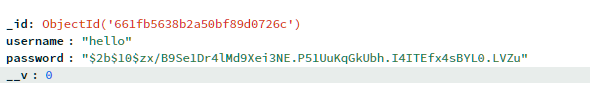 _id: ObjectId('661fb5638b2a50bf89d0726c')
username : "hello"
password : "$2b$10$zx/B9Se1Dr4lMd9Xei3NE.P51UuKqGkUbh.I4ITEfx4sBYL0.LVZu"
__v : 0